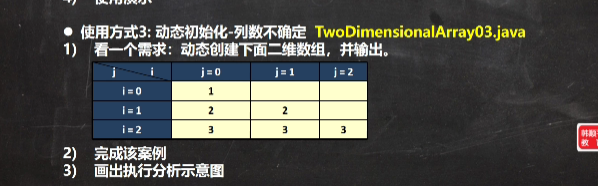 使用方式3: 动态初始化-列数不确定 TwoDimensionalArray03.java
1) 看一个需求：动态创建下面二维数组，并输出。
j i j = 0 j = 1 j = 2
i = 0 1
i = 1 2 2
i = 2 3 3 3
2) 完成该案例
3) 画出执行分析示意图